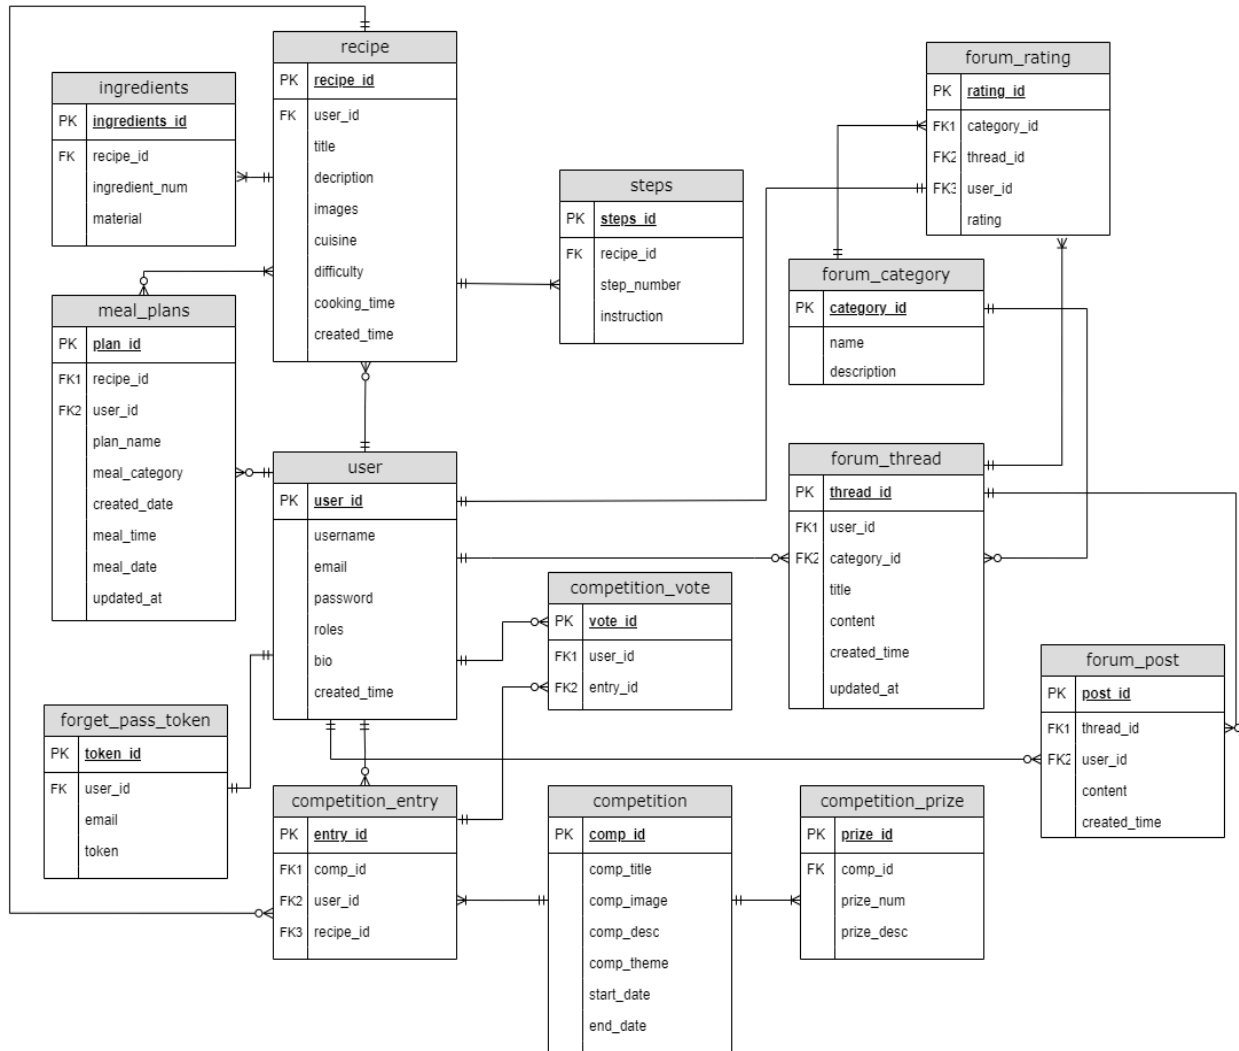 recipe
PK recipe_id
FK user_id
title
decription
images
cuisine
difficulty
cooking_time
created_time
ingredients
PK ingredients_id
FK recipe_id
ingredient_num
material
forum_rating
PK rating_id
FK1 category_id
FK2 thread_id
FK3 user_id
rating
steps
PK steps_id
FK recipe_id
step_number
instruction
forum_category
PK category_id
name
description
meal_plans
PK plan_id
FK1 recipe_id
FK2 user_id
plan_name
meal_category
created_date
meal_time
meal_date
updated_at
user
PK user_id
username
email
password
roles
bio
created_time
forum_thread
PK thread_id
FK1 user_id
FK2 category_id
title
content
created_time
updated_at
competition_vote
PK vote_id
FK1 user_id
FK2 entry_id
forum_post
PK post_id
FK1 thread_id
FK2 user_id
content
created_time
forget_pass_token
PK token_id
FK user_id
email
token
competition_entry
PK entry_id
FK1 comp_id
FK2 user_id
FK3 recipe_id
competition
PK comp_id
comp_title
comp_image
comp_desc
comp_theme
start_date
end_date
competition_prize
PK prize_id
FK comp_id
prize_num
prize_desc